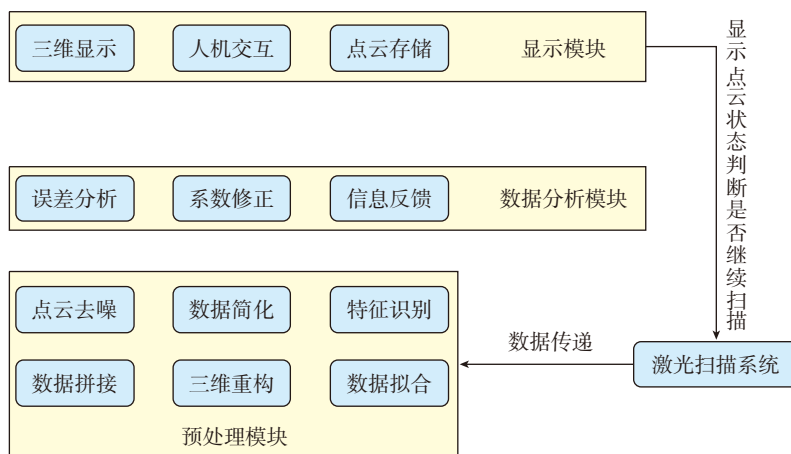 三维显示 人机交互 点云存储 显示模块
误差分析 系数修正 信息反馈 数据分析模块
点云去噪 数据简化 特征识别
数据拼接 三维重构 数据拟合
预处理模块
数据传递
激光扫描系统
显示点云状态判断是否继续扫描